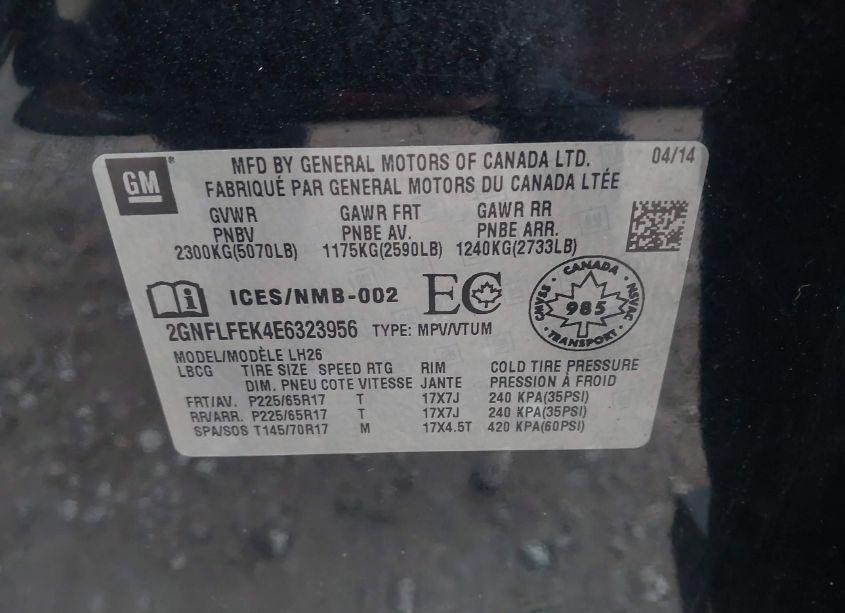 GM
MFD BY GENERAL MOTORS OF CANADA LTD. 04/14
FABRIQUÉ PAR GENERAL MOTORS DU CANADA LTÉE
GVWR GAWR FRT GAWR RR
PNBV PNBE AV. PNBE ARR.
2300KG(5070LB) 1175KG(2590LB) 1240KG(2733LB)
i ICES/NMB-002 EC
CANADA
CMVSS 985 NSVAC
TRANSPORT
2GNFLFEK4E6323956 TYPE: MPV/VTUM
MODEL/MODÈLE LH26
LBCG TIRE SIZE SPEED RTG RIM COLD TIRE PRESSURE
DIM. PNEU COTE VITESSE JANTE PRESSION À FROID
FRT/AV. P225/65R17 T 17X7J 240 KPA(35PSI)
RR/ARR. P225/65R17 T 17X7J 240 KPA(35PSI)
SPA/SOS T145/70R17 M 17X4.5T 420 KPA(60PSI)